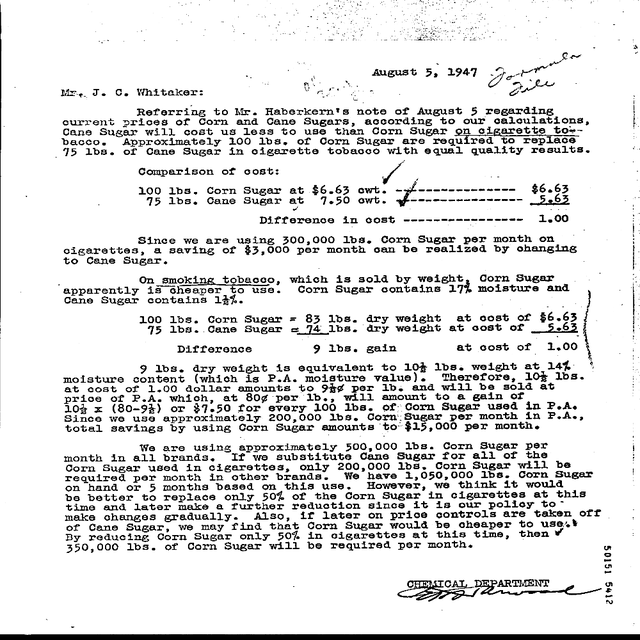 August 5, 1947
Formula
File
Mr. J. C. Whitaker:
Referring to Mr. Haberkern's note of August 5 regarding
current prices of Corn and Cane Sugars, according to our calculations,
Cane Sugar will cost us less to use than Corn Sugar on cigarette to-
bacco. Approximately 100 lbs. of Corn Sugar are required to replace
75 lbs. of Cane Sugar in cigarette tobacco with equal quality results.
Comparison of cost:
100 lbs. Corn Sugar at $6.63 cwt. ----------------- $6.63
75 lbs. Cane Sugar at 7.50 cwt. ----------------- 5.63
Difference in cost ---------------- 1.00
Since we are using 300,000 lbs. Corn Sugar per month on
cigarettes, a saving of $3,000 per month can be realized by changing
to Cane Sugar.
On smoking tobacco, which is sold by weight, Corn Sugar
apparently is cheaper to use. Corn Sugar contains 17% moisture and
Cane Sugar contains 1½%.
100 lbs. Corn Sugar = 83 lbs. dry weight at cost of $6.63
75 lbs. Cane Sugar = 74 lbs. dry weight at cost of 5.63
Difference 9 lbs. gain at cost of 1.00
9 lbs. dry weight is equivalent to 10½ lbs. weight at 14%
moisture content (which is P.A. moisture value). Therefore, 10½ lbs.
at cost of 1.00 dollar amounts to 9½¢ per lb. and will be sold at
price of P.A. which, at 80¢ per lb., will amount to a gain of
10½ x (80-9½) or $7.50 for every 100 lbs. of Corn Sugar used in P.A.
Since we use approximately 200,000 lbs. Corn Sugar per month in P.A.,
total savings by using Corn Sugar amounts to $15,000 per month.
We are using approximately 500,000 lbs. Corn Sugar per
month in all brands. If we substitute Cane Sugar for all of the
Corn Sugar used in cigarettes, only 200,000 lbs. Corn Sugar will be
required per month in other brands. We have 1,050,000 lbs. Corn Sugar
on hand or 5 months based on this use. However, we think it would
be better to replace only 50% of the Corn Sugar in cigarettes at this
time and later make a further reduction since it is our policy to
make changes gradually. Also, if later on price controls are taken off
of Cane Sugar, we may find that Corn Sugar would be cheaper to use.
By reducing Corn Sugar only 50% in cigarettes at this time, then
350,000 lbs. of Corn Sugar will be required per month.
CHEMICAL DEPARTMENT
50151 5412